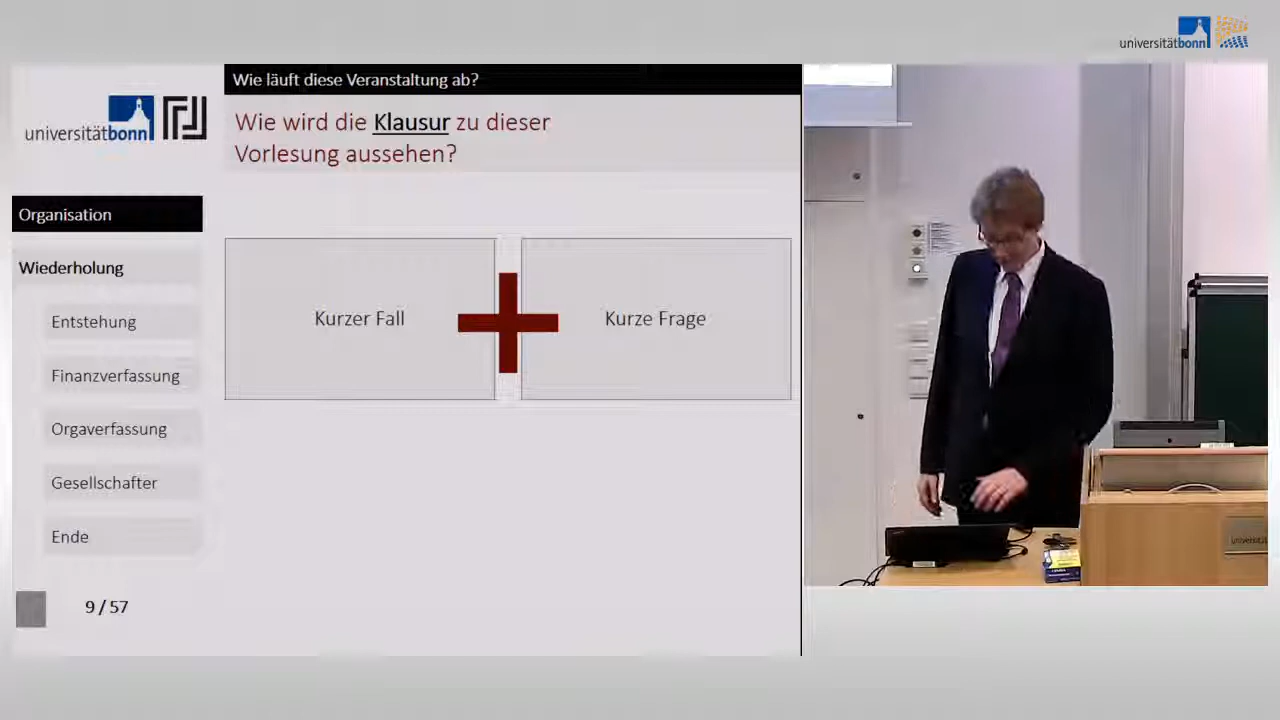 universitätbonn
Wie läuft diese Veranstaltung ab?
universitätbonn
Wie wird die Klausur zu dieser
Vorlesung aussehen?
Organisation
Wiederholung
Entstehung
Finanzverfassung
Orgaverfassung
Gesellschafter
Ende
Kurzer Fall
Kurze Frage
9 / 57